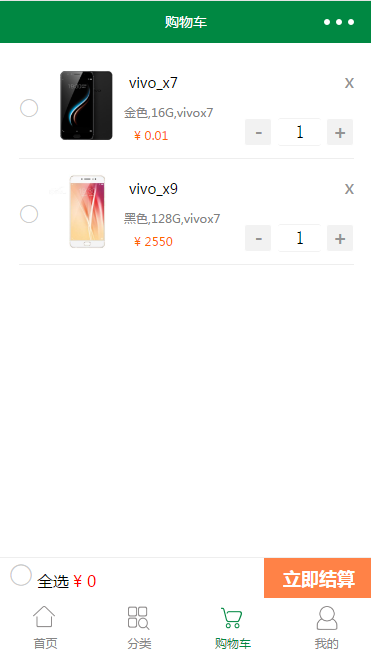 购物车
vivo_x7
x
金色,16G,vivox7
¥ 0.01
- 1 +
vivo_x9
x
黑色,128G,vivox7
¥ 2550
- 1 +
全选 ¥ 0
立即结算
首页
分类
购物车
我的